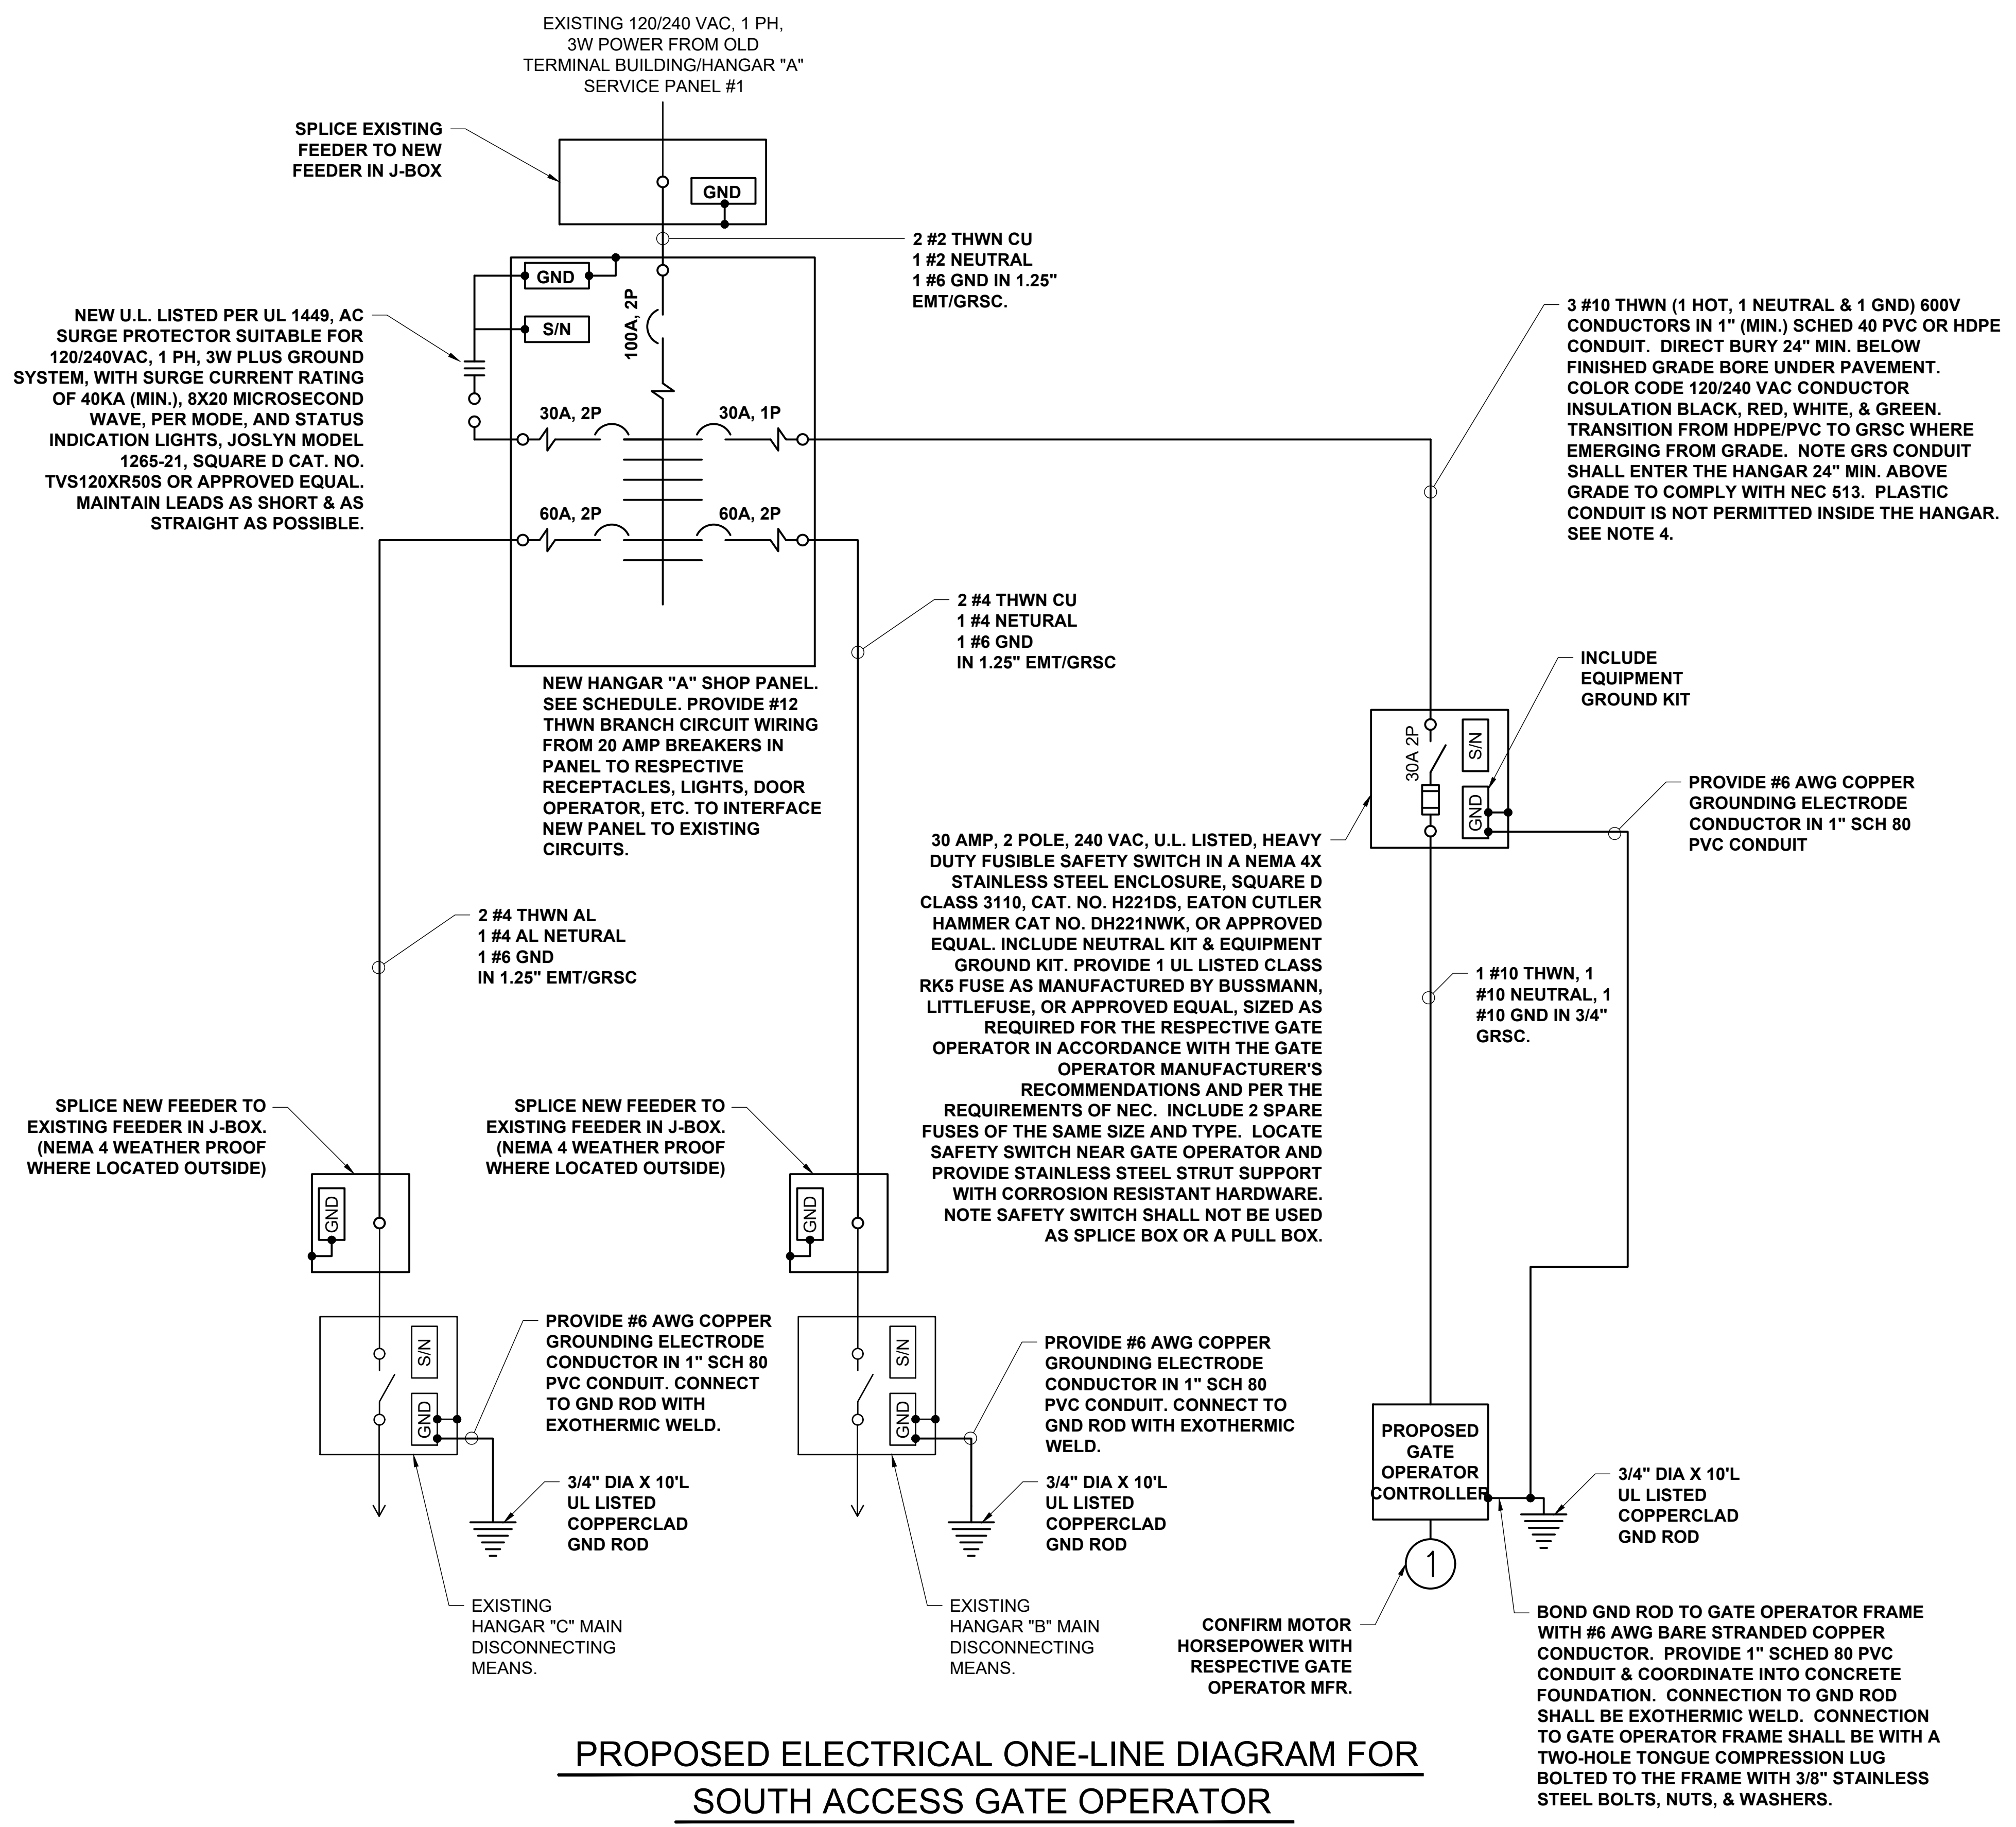 EXISTING 120/240 VAC, 1 PH,
3W POWER FROM OLD
TERMINAL BUILDING/HANGAR "A"
SERVICE PANEL #1
SPLICE EXISTING
FEEDER TO NEW
FEEDER IN J-BOX
GND
2 #2 THWN CU
1 #2 NEUTRAL
1 #6 GND IN 1.25"
EMT/GRSC.
GND
S/N
100A, 2P
30A, 2P
30A, 1P
60A, 2P
60A, 2P
NEW U.L. LISTED PER UL 1449, AC
SURGE PROTECTOR SUITABLE FOR
120/240VAC, 1 PH, 3W PLUS GROUND
SYSTEM, WITH SURGE CURRENT RATING
OF 40KA (MIN.), 8X20 MICROSECOND
WAVE, PER MODE, AND STATUS
INDICATION LIGHTS, JOSLYN MODEL
1265-21, SQUARE D CAT. NO.
TVS120XR50S OR APPROVED EQUAL.
MAINTAIN LEADS AS SHORT & AS
STRAIGHT AS POSSIBLE.
3 #10 THWN (1 HOT, 1 NEUTRAL & 1 GND) 600V
CONDUCTORS IN 1" (MIN.) SCHED 40 PVC OR HDPE
CONDUIT.  DIRECT BURY 24" MIN. BELOW
FINISHED GRADE BORE UNDER PAVEMENT.
COLOR CODE 120/240 VAC CONDUCTOR
INSULATION BLACK, RED, WHITE, & GREEN.
TRANSITION FROM HDPE/PVC TO GRSC WHERE
EMERGING FROM GRADE.  NOTE GRS CONDUIT
SHALL ENTER THE HANGAR 24" MIN. ABOVE
GRADE TO COMPLY WITH NEC 513.  PLASTIC
CONDUIT IS NOT PERMITTED INSIDE THE HANGAR.
SEE NOTE 4.
2 #4 THWN CU
1 #4 NETURAL
1 #6 GND
IN 1.25" EMT/GRSC
NEW HANGAR "A" SHOP PANEL.
SEE SCHEDULE. PROVIDE #12
THWN BRANCH CIRCUIT WIRING
FROM 20 AMP BREAKERS IN
PANEL TO RESPECTIVE
RECEPTACLES, LIGHTS, DOOR
OPERATOR, ETC. TO INTERFACE
NEW PANEL TO EXISTING
CIRCUITS.
INCLUDE
EQUIPMENT
GROUND KIT
30A 2P
S/N
GND
PROVIDE #6 AWG COPPER
GROUNDING ELECTRODE
CONDUCTOR IN 1" SCH 80
PVC CONDUIT
30 AMP, 2 POLE, 240 VAC, U.L. LISTED, HEAVY
DUTY FUSIBLE SAFETY SWITCH IN A NEMA 4X
STAINLESS STEEL ENCLOSURE, SQUARE D
CLASS 3110, CAT. NO. H221DS, EATON CUTLER
HAMMER CAT NO. DH221NWK, OR APPROVED
EQUAL. INCLUDE NEUTRAL KIT & EQUIPMENT
GROUND KIT. PROVIDE 1 UL LISTED CLASS
RK5 FUSE AS MANUFACTURED BY BUSSMANN,
LITTLEFUSE, OR APPROVED EQUAL, SIZED AS
REQUIRED FOR THE RESPECTIVE GATE
OPERATOR IN ACCORDANCE WITH THE GATE
OPERATOR MANUFACTURER'S
RECOMMENDATIONS AND PER THE
REQUIREMENTS OF NEC.  INCLUDE 2 SPARE
FUSES OF THE SAME SIZE AND TYPE.  LOCATE
SAFETY SWITCH NEAR GATE OPERATOR AND
PROVIDE STAINLESS STEEL STRUT SUPPORT
WITH CORROSION RESISTANT HARDWARE.
NOTE SAFETY SWITCH SHALL NOT BE USED
AS SPLICE BOX OR A PULL BOX.
2 #4 THWN AL
1 #4 AL NETURAL
1 #6 GND
IN 1.25" EMT/GRSC
1 #10 THWN, 1
#10 NEUTRAL, 1
#10 GND IN 3/4"
GRSC.
SPLICE NEW FEEDER TO
EXISTING FEEDER IN J-BOX.
(NEMA 4 WEATHER PROOF
WHERE LOCATED OUTSIDE)
SPLICE NEW FEEDER TO
EXISTING FEEDER IN J-BOX.
(NEMA 4 WEATHER PROOF
WHERE LOCATED OUTSIDE)
GND
GND
S/N
GND
PROVIDE #6 AWG COPPER
GROUNDING ELECTRODE
CONDUCTOR IN 1" SCH 80
PVC CONDUIT. CONNECT
TO GND ROD WITH
EXOTHERMIC WELD.
S/N
GND
PROVIDE #6 AWG COPPER
GROUNDING ELECTRODE
CONDUCTOR IN 1" SCH 80
PVC CONDUIT. CONNECT TO
GND ROD WITH EXOTHERMIC
WELD.
3/4" DIA X 10'L
UL LISTED
COPPERCLAD
GND ROD
3/4" DIA X 10'L
UL LISTED
COPPERCLAD
GND ROD
PROPOSED
GATE
OPERATOR
CONTROLLER
3/4" DIA X 10'L
UL LISTED
COPPERCLAD
GND ROD
1
EXISTING
HANGAR "C" MAIN
DISCONNECTING
MEANS.
EXISTING
HANGAR "B" MAIN
DISCONNECTING
MEANS.
CONFIRM MOTOR
HORSEPOWER WITH
RESPECTIVE GATE
OPERATOR MFR.
BOND GND ROD TO GATE OPERATOR FRAME
WITH #6 AWG BARE STRANDED COPPER
CONDUCTOR.  PROVIDE 1" SCHED 80 PVC
CONDUIT & COORDINATE INTO CONCRETE
FOUNDATION.  CONNECTION TO GND ROD
SHALL BE EXOTHERMIC WELD.  CONNECTION
TO GATE OPERATOR FRAME SHALL BE WITH A
TWO-HOLE TONGUE COMPRESSION LUG
BOLTED TO THE FRAME WITH 3/8" STAINLESS
STEEL BOLTS, NUTS, & WASHERS.
PROPOSED ELECTRICAL ONE-LINE DIAGRAM FOR
SOUTH ACCESS GATE OPERATOR